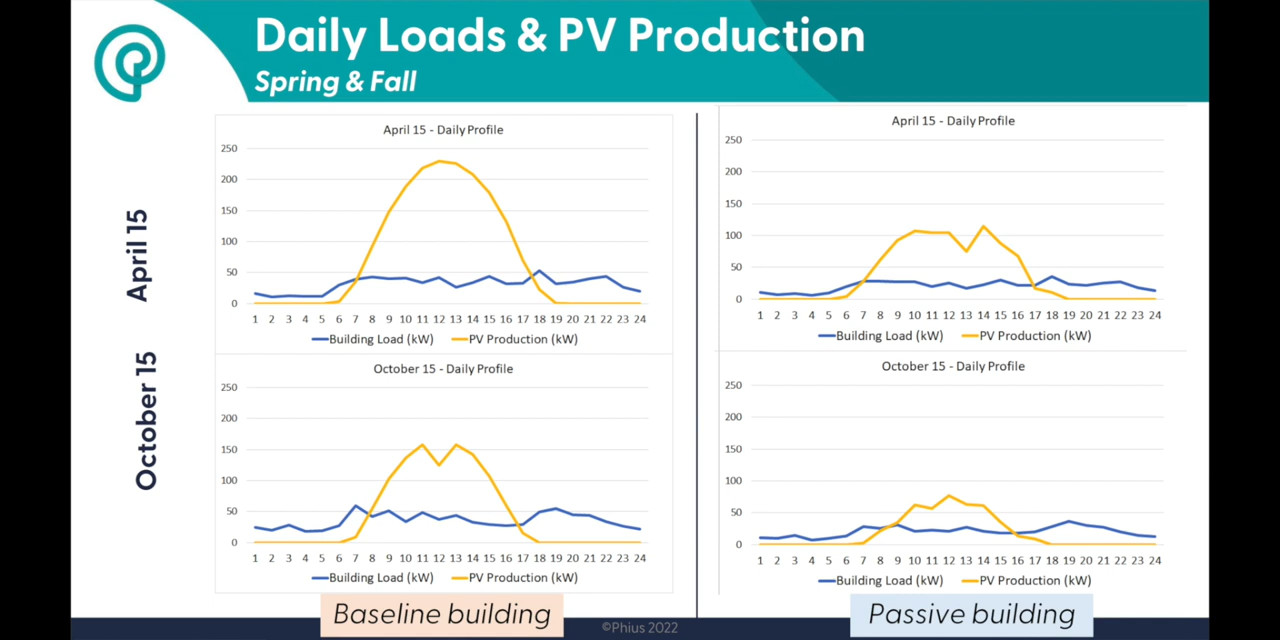 Daily Loads & PV Production
Spring & Fall
April 15
October 15
April 15 - Daily Profile
250
200
150
100
50
0
1 2 3 4 5 6 7 8 9 10 11 12 13 14 15 16 17 18 19 20 21 22 23 24
Building Load (kW) PV Production (kW)
October 15 - Daily Profile
250
200
150
100
50
0
1 2 3 4 5 6 7 8 9 10 11 12 13 14 15 16 17 18 19 20 21 22 23 24
Building Load (kW) PV Production (kW)
Baseline building
April 15 - Daily Profile
250
200
150
100
50
0
1 2 3 4 5 6 7 8 9 10 11 12 13 14 15 16 17 18 19 20 21 22 23 24
Building Load (kW) PV Production (kW)
October 15 - Daily Profile
250
200
150
100
50
0
1 2 3 4 5 6 7 8 9 10 11 12 13 14 15 16 17 18 19 20 21 22 23 24
Building Load (kW) PV Production (kW)
Passive building
©Phius 2022